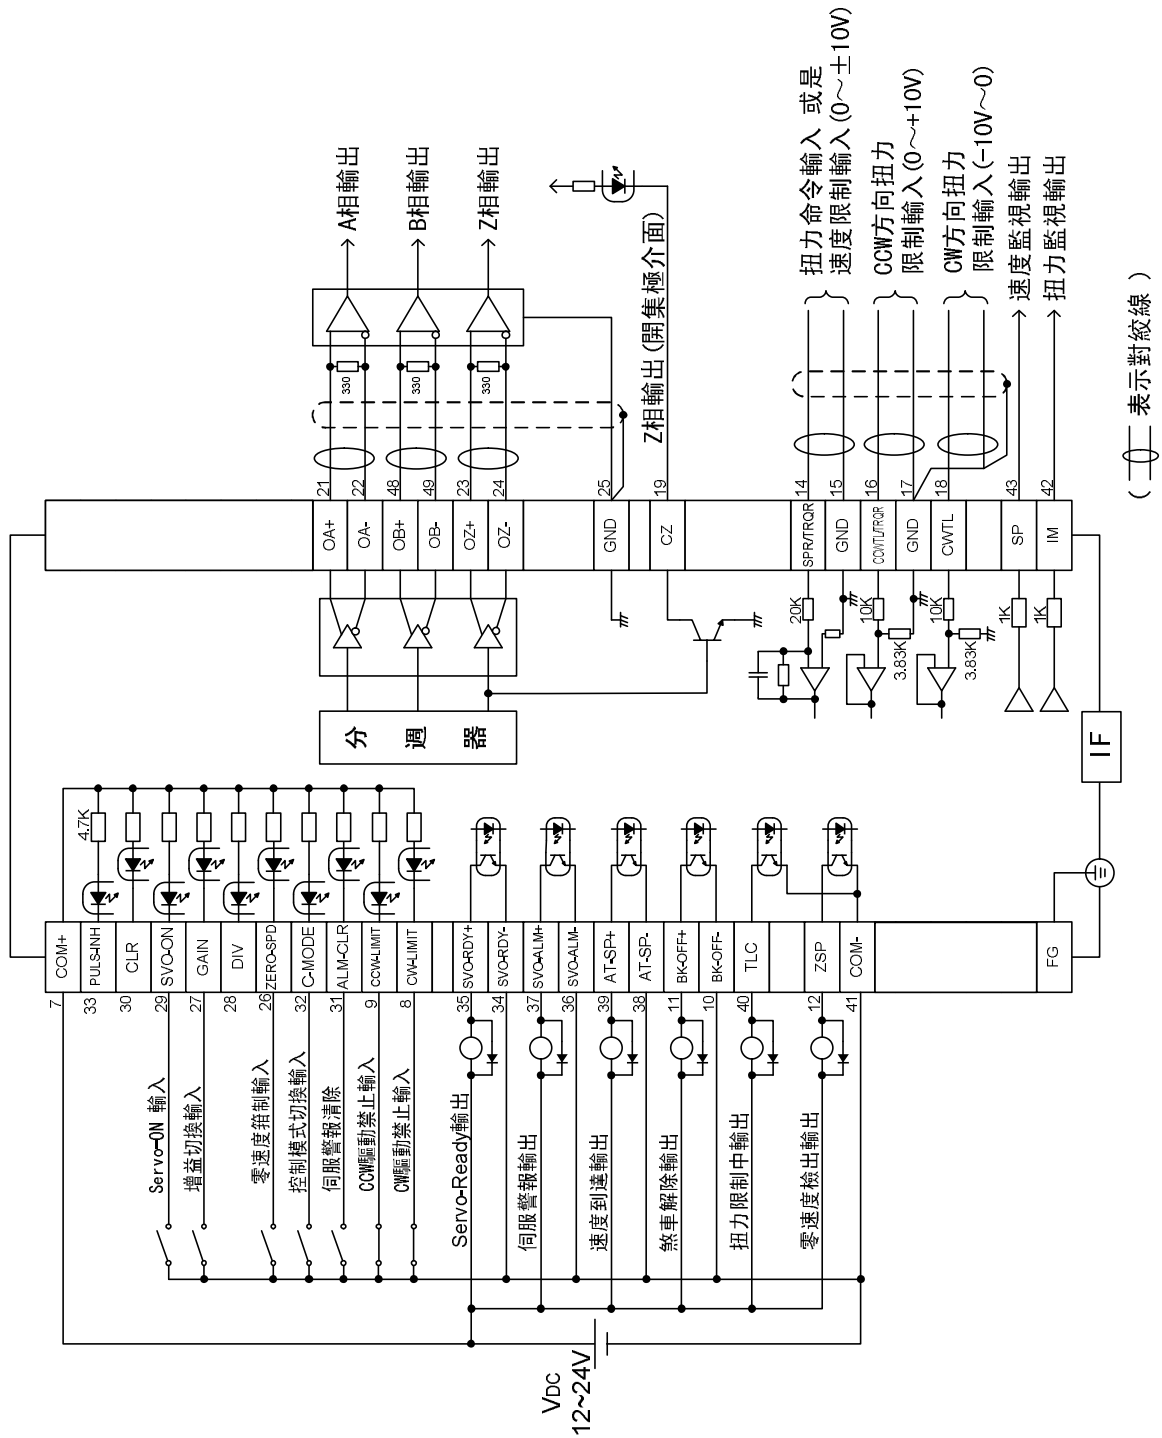 VDC
12~24V
7
33
30
29
27
28
26
32
31
9
8
35
34
37
36
39
38
11
10
40
12
41
Servo-ON 輸入
增益切換輸入
零速度箝制輸入
控制模式切換輸入
伺服警報清除
CCW驅動禁止輸入
CW驅動禁止輸入
Servo-Ready輸出
伺服警報輸出
速度到達輸出
煞車解除輸出
扭力限制中輸出
零速度檢出輸出
COM+
PULS-INH
CLR
SVO-ON
GAIN
DIV
ZERO-SPD
C-MODE
ALM-CLR
CCW-LIMIT
CW-LIMIT
SVO-RDY+
SVO-RDY-
SVO-ALM+
SVO-ALM-
AT-SP+
AT-SP-
BK-OFF+
BK-OFF-
TLC
ZSP
COM-
FG
4.7K
IF
分週器
20K
10K
3.83K
10K
3.83K
1K
1K
OA+
OA-
OB+
OB-
OZ+
OZ-
GND
CZ
SPR/TRQR
GND
CCWTL/TRQR
GND
CWTL
SP
IM
21
22
48
49
23
24
25
19
14
15
16
17
18
43
42
330
330
330
A相輸出
B相輸出
Z相輸出
Z相輸出(開集極介面)
扭力命令輸入 或是
速度限制輸入(0～±10V)
CCW方向扭力
限制輸入(0～+10V)
CW方向扭力
限制輸入(-10V～0)
速度監視輸出
扭力監視輸出
( 表示對絞線 )